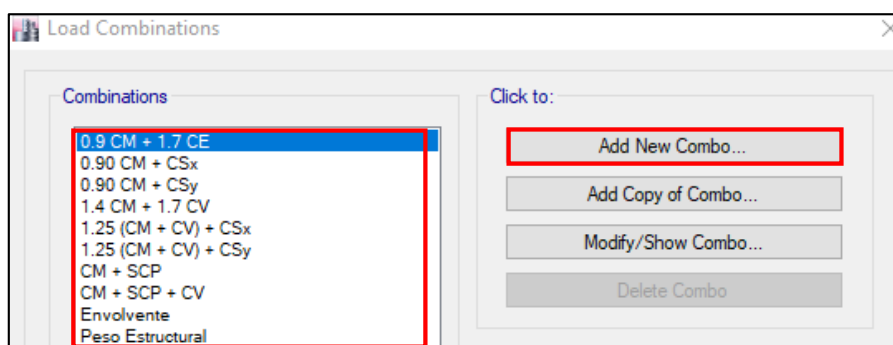 Load Combinations
Combinations
0.9 CM + 1.7 CE
0.90 CM + CSx
0.90 CM + CSy
1.4 CM + 1.7 CV
1.25 (CM + CV) + CSx
1.25 (CM + CV) + CSy
CM + SCP
CM + SCP + CV
Envolvente
Peso Estructural
Click to:
Add New Combo...
Add Copy of Combo...
Modify/Show Combo...
Delete Combo